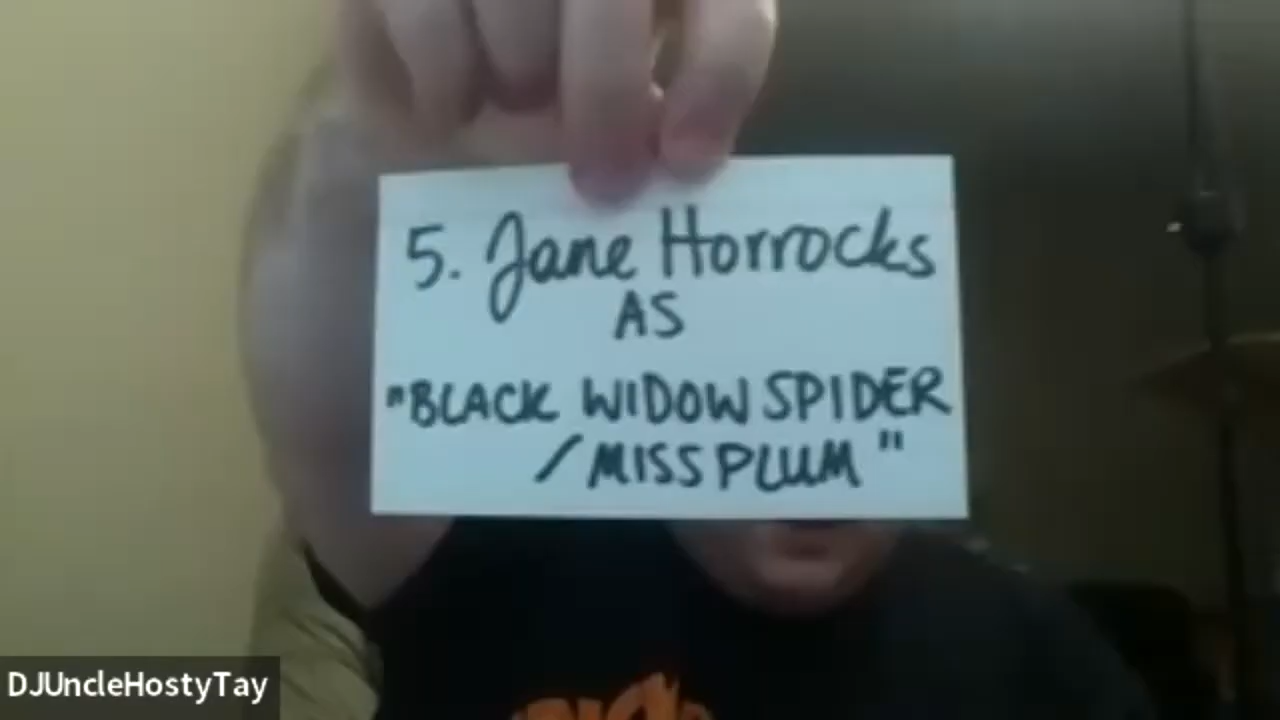 5. Jane Horrocks
AS
"BLACK WIDOW SPIDER
/MISS PLUM"
DJUncleHostyTay